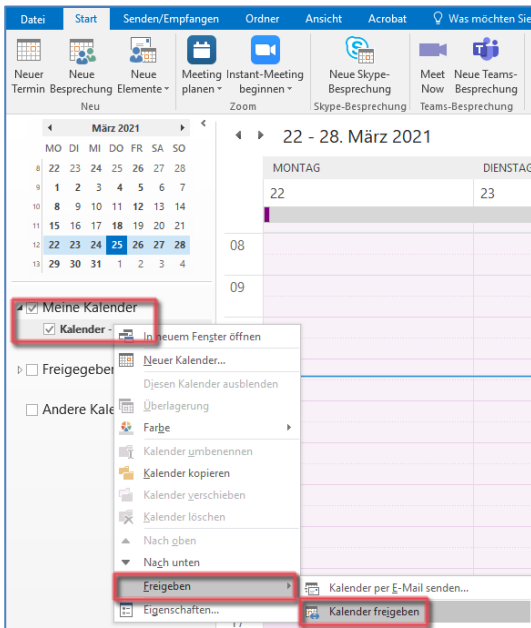 Datei Start Senden/Empfangen Ordner Ansicht Acrobat Was möchten Sie
Neuer Termin
Neue Besprechung
Neue Elemente
Meeting planen
Instant-Meeting beginnen
Neue Skype-Besprechung
Meet Now
Neue Teams-Besprechung
Neu Zoom Skype-Besprechung Teams-Besprechung
März 2021
MO DI MI DO FR SA SO
8 22 23 24 25 26 27 28
9 1 2 3 4 5 6 7
10 8 9 10 11 12 13 14
11 15 16 17 18 19 20 21
12 22 23 24 25 26 27 28
13 29 30 31 1 2 3 4
22 - 28. März 2021
MONTAG DIENSTAG
22 23
08
09
Meine Kalender
Kalender -
Freigegeben
Andere Kale
In neuem Fenster öffnen
Neuer Kalender...
Diesen Kalender ausblenden
Überlagerung
Farbe
Kalender umbenennen
Kalender kopieren
Kalender verschieben
Kalender löschen
Nach oben
Nach unten
Freigeben
Eigenschaften...
Kalender per E-Mail senden...
Kalender freigeben
17